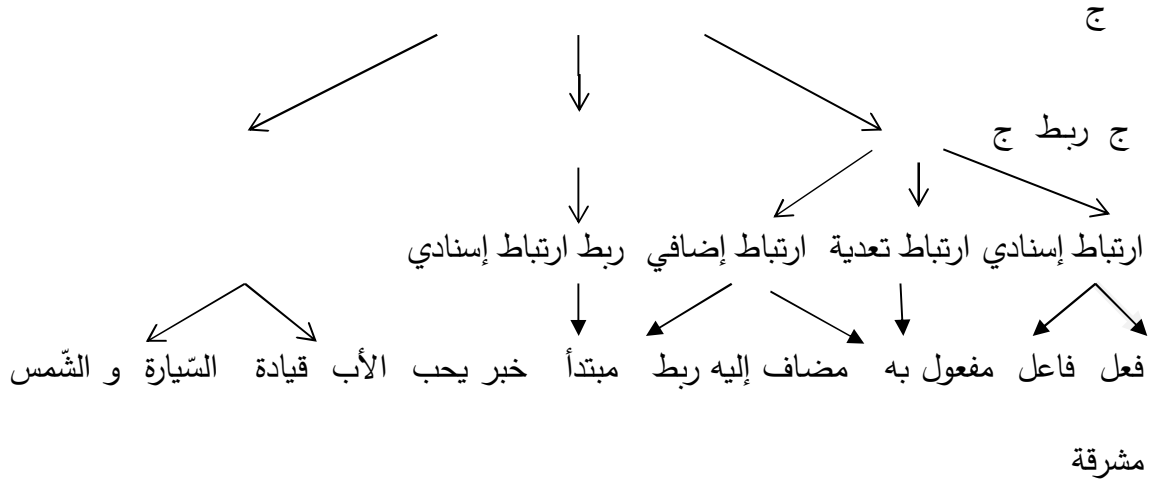 ج
ج ربط ج
ارتباط إسنادي ارتباط تعدية ارتباط إضافي ربط ارتباط إسنادي
فعل فاعل مفعول به مضاف إليه ربط مبتدأ خبر يحب الأب قيادة السّيارة و الشّمس
مشرقة